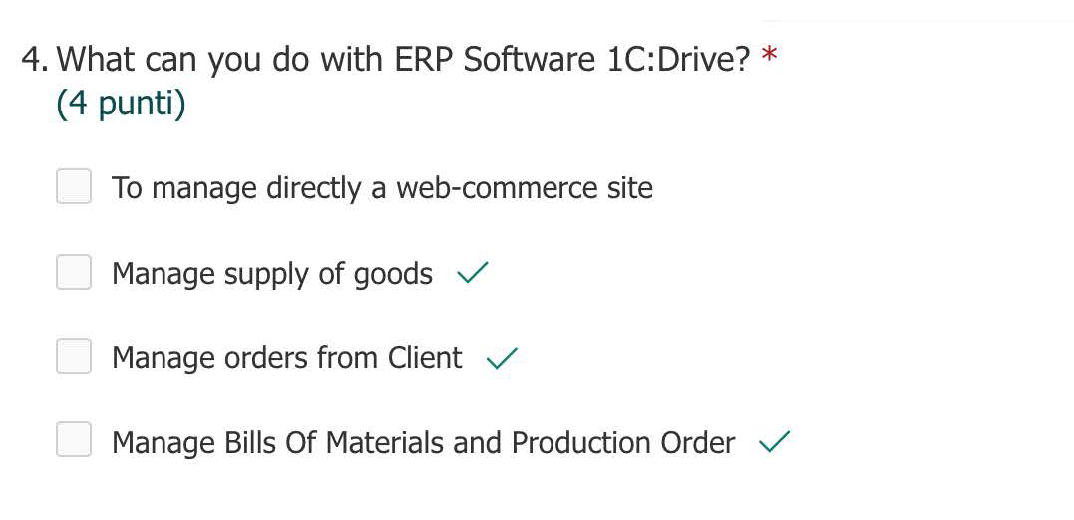 4. What can you do with ERP Software 1C:Drive? *
(4 punti)
To manage directly a web-commerce site
Manage supply of goods
Manage orders from Client
Manage Bills Of Materials and Production Order